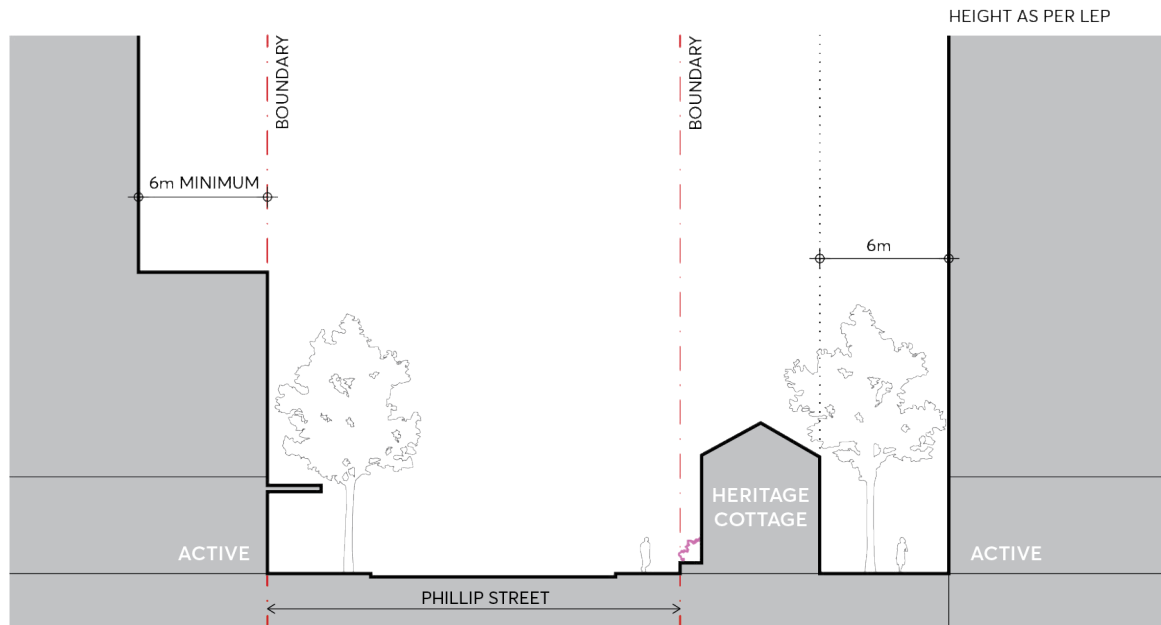 HEIGHT AS PER LEP
BOUNDARY
BOUNDARY
6m MINIMUM
6m
HERITAGE
COTTAGE
ACTIVE
ACTIVE
PHILLIP STREET